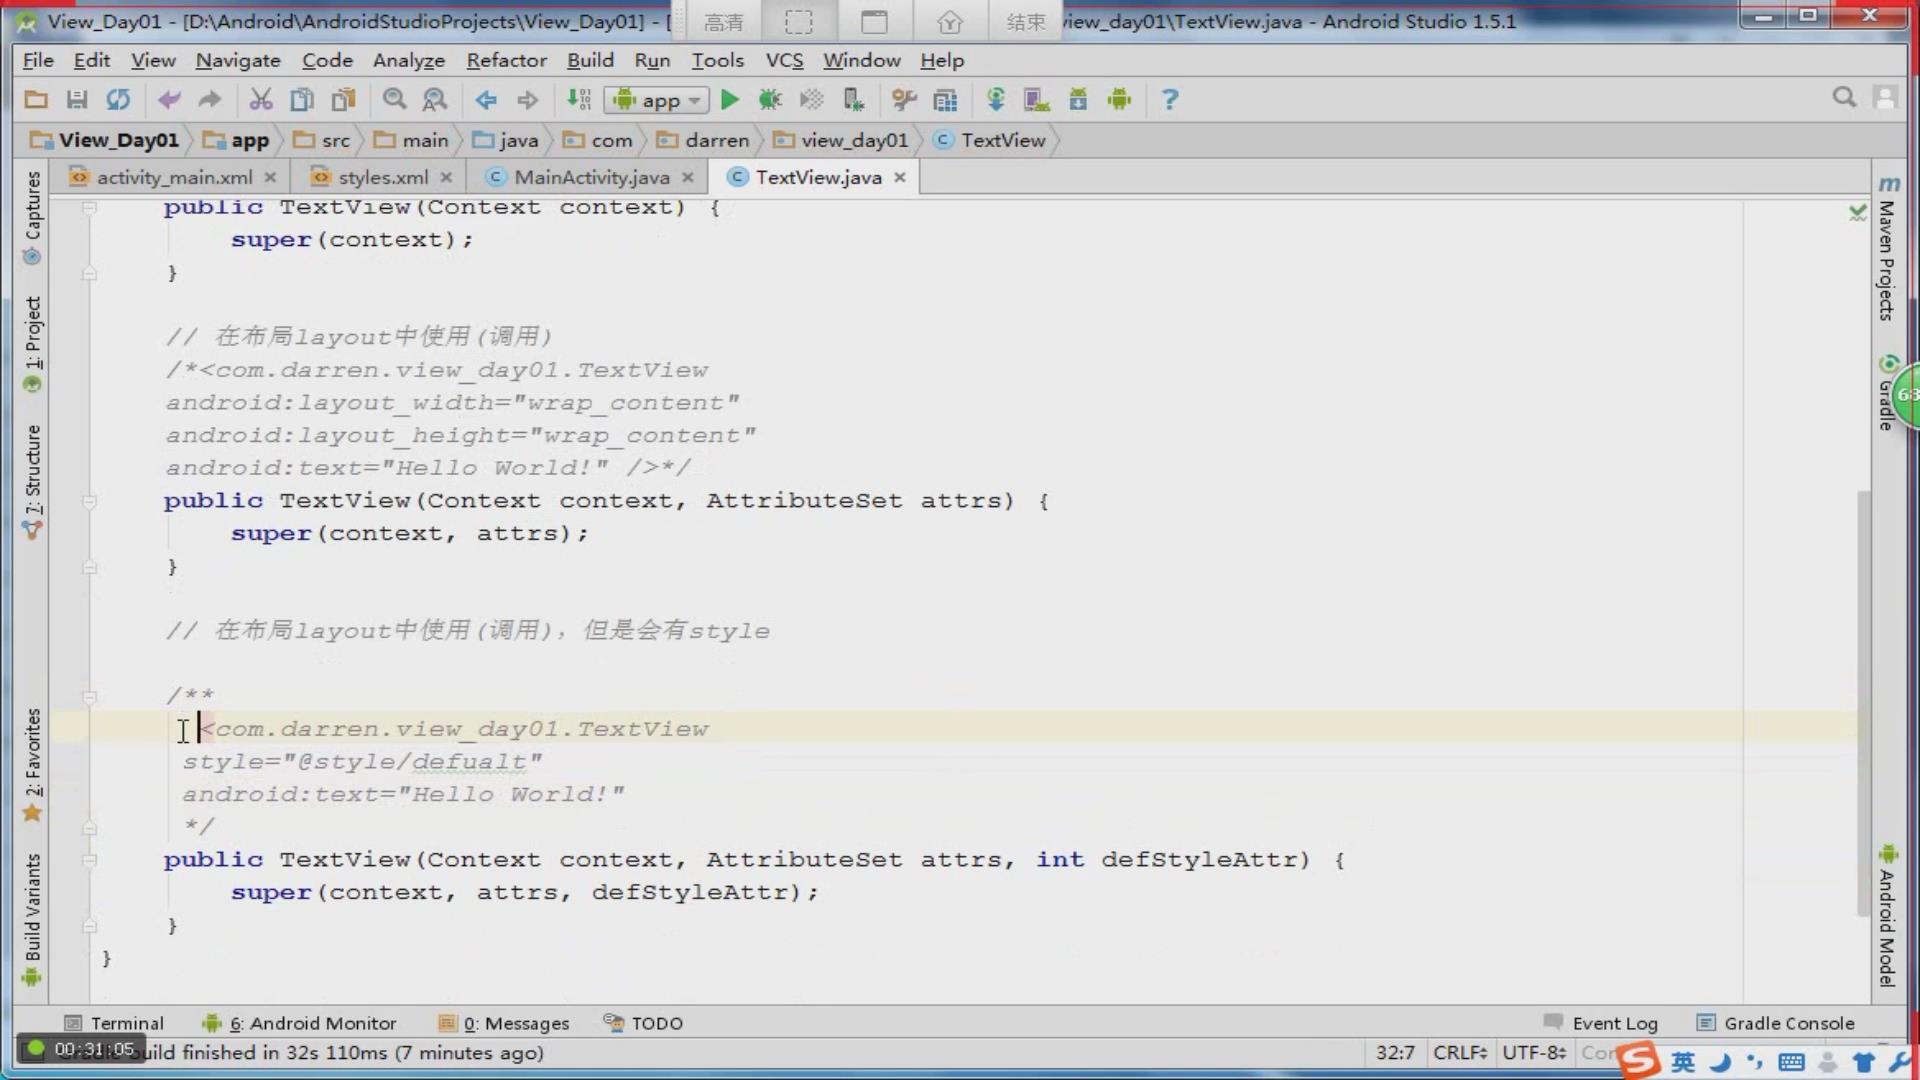 View_Day01 - [D:\Android\AndroidStudioProjects\View_Day01] - [
高清
结束
view_day01\TextView.java - Android Studio 1.5.1
File Edit View Navigate Code Analyze Refactor Build Run Tools VCS Window Help
app
View_Day01 app src main java com darren view_day01 TextView
activity_main.xml styles.xml MainActivity.java TextView.java
public TextView(Context context) {
super(context);
}
// 在布局layout中使用(调用)
/*<com.darren.view_day01.TextView
android:layout_width="wrap_content"
android:layout_height="wrap_content"
android:text="Hello World!" />*/
public TextView(Context context, AttributeSet attrs) {
super(context, attrs);
}
// 在布局layout中使用(调用)，但是会有style
/**
<com.darren.view_day01.TextView
style="@style/defualt"
android:text="Hello World!"
*/
public TextView(Context context, AttributeSet attrs, int defStyleAttr) {
super(context, attrs, defStyleAttr);
}
}
Captures
1: Project
7: Structure
2: Favorites
Build Variants
Maven Projects
Gradle
68
Android Model
Terminal 6: Android Monitor 0: Messages TODO Event Log Gradle Console
00:31:05
build finished in 32s 110ms (7 minutes ago)
32:7 CRLF UTF-8
英